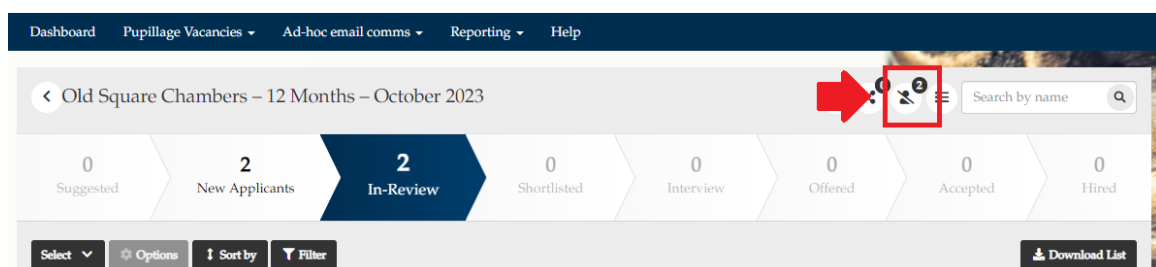 Dashboard Pupillage Vacancies Ad-hoc email comms Reporting Help
Old Square Chambers – 12 Months – October 2023
0 2 Search by name
0 2 2 0 0 0 0 0
Suggested New Applicants In-Review Shortlisted Interview Offered Accepted Hired
Select Options Sort by Filter Download List